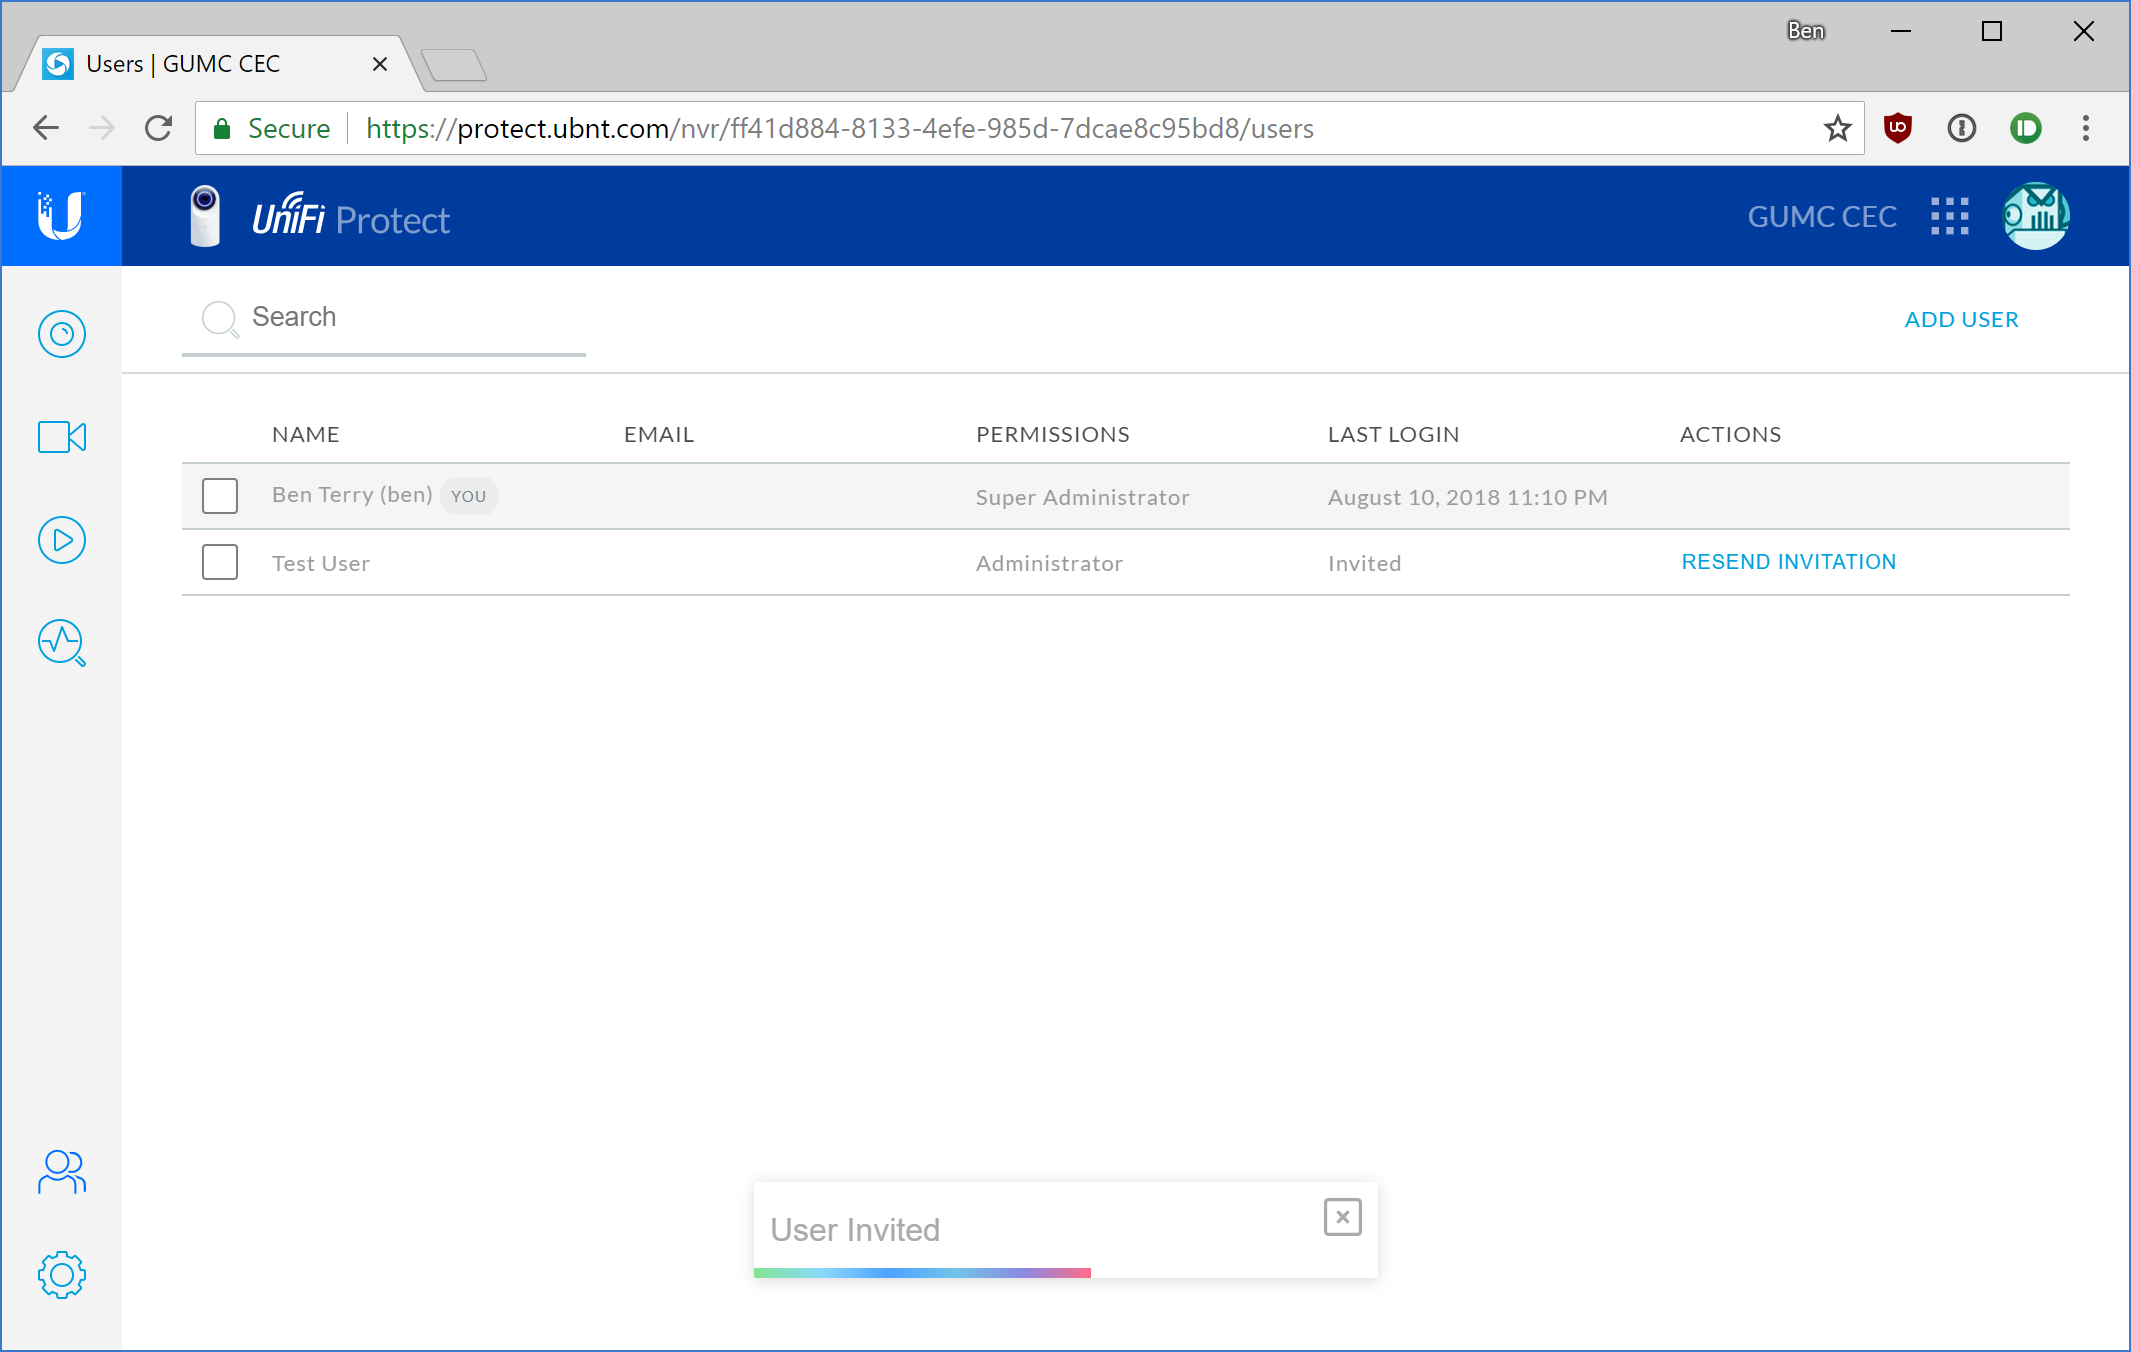 Ben
Users | GUMC CEC
Secure https://protect.ubnt.com/nvr/ff41d884-8133-4efe-985d-7dcae8c95bd8/users
UniFi Protect GUMC CEC
Search ADD USER
NAME EMAIL PERMISSIONS LAST LOGIN ACTIONS
Ben Terry (ben) YOU Super Administrator August 10, 2018 11:10 PM
Test User Administrator Invited RESEND INVITATION
User Invited